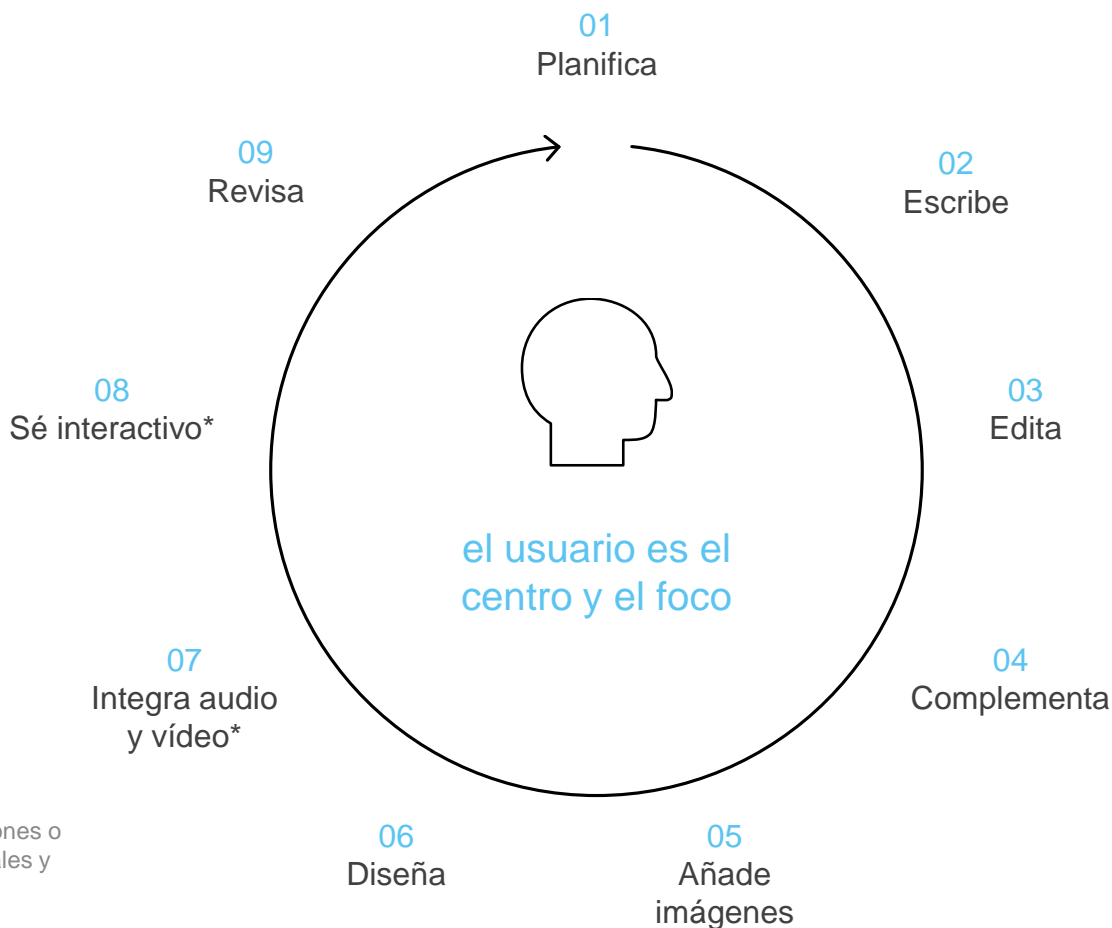 01
Planifica
02
Escribe
03
Edita
04
Complementa
05
Añade
imágenes
06
Diseña
07
Integra audio
y vídeo*
08
Sé interactivo*
09
Revisa
el usuario es el
centro y el foco
o
y